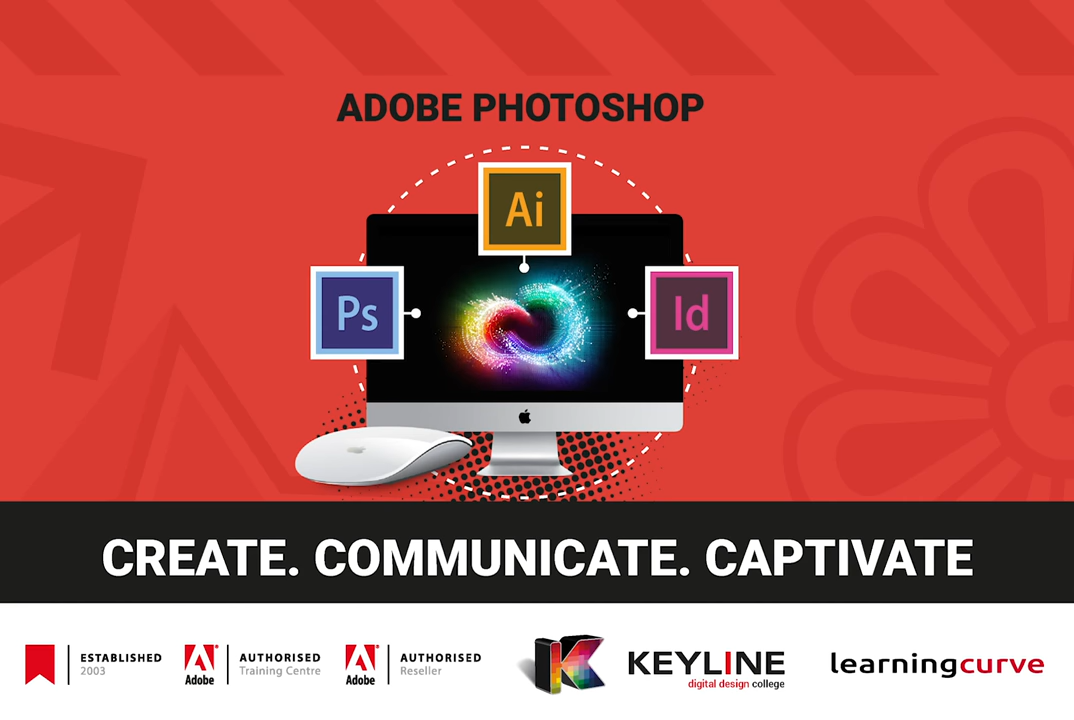 ADOBE PHOTOSHOP
Ai
Ps
Id
CREATE. COMMUNICATE. CAPTIVATE
ESTABLISHED
2003
Adobe
AUTHORISED
Training Centre
Adobe
AUTHORISED
Reseller
KEYLINE
digital design college
learningcurve